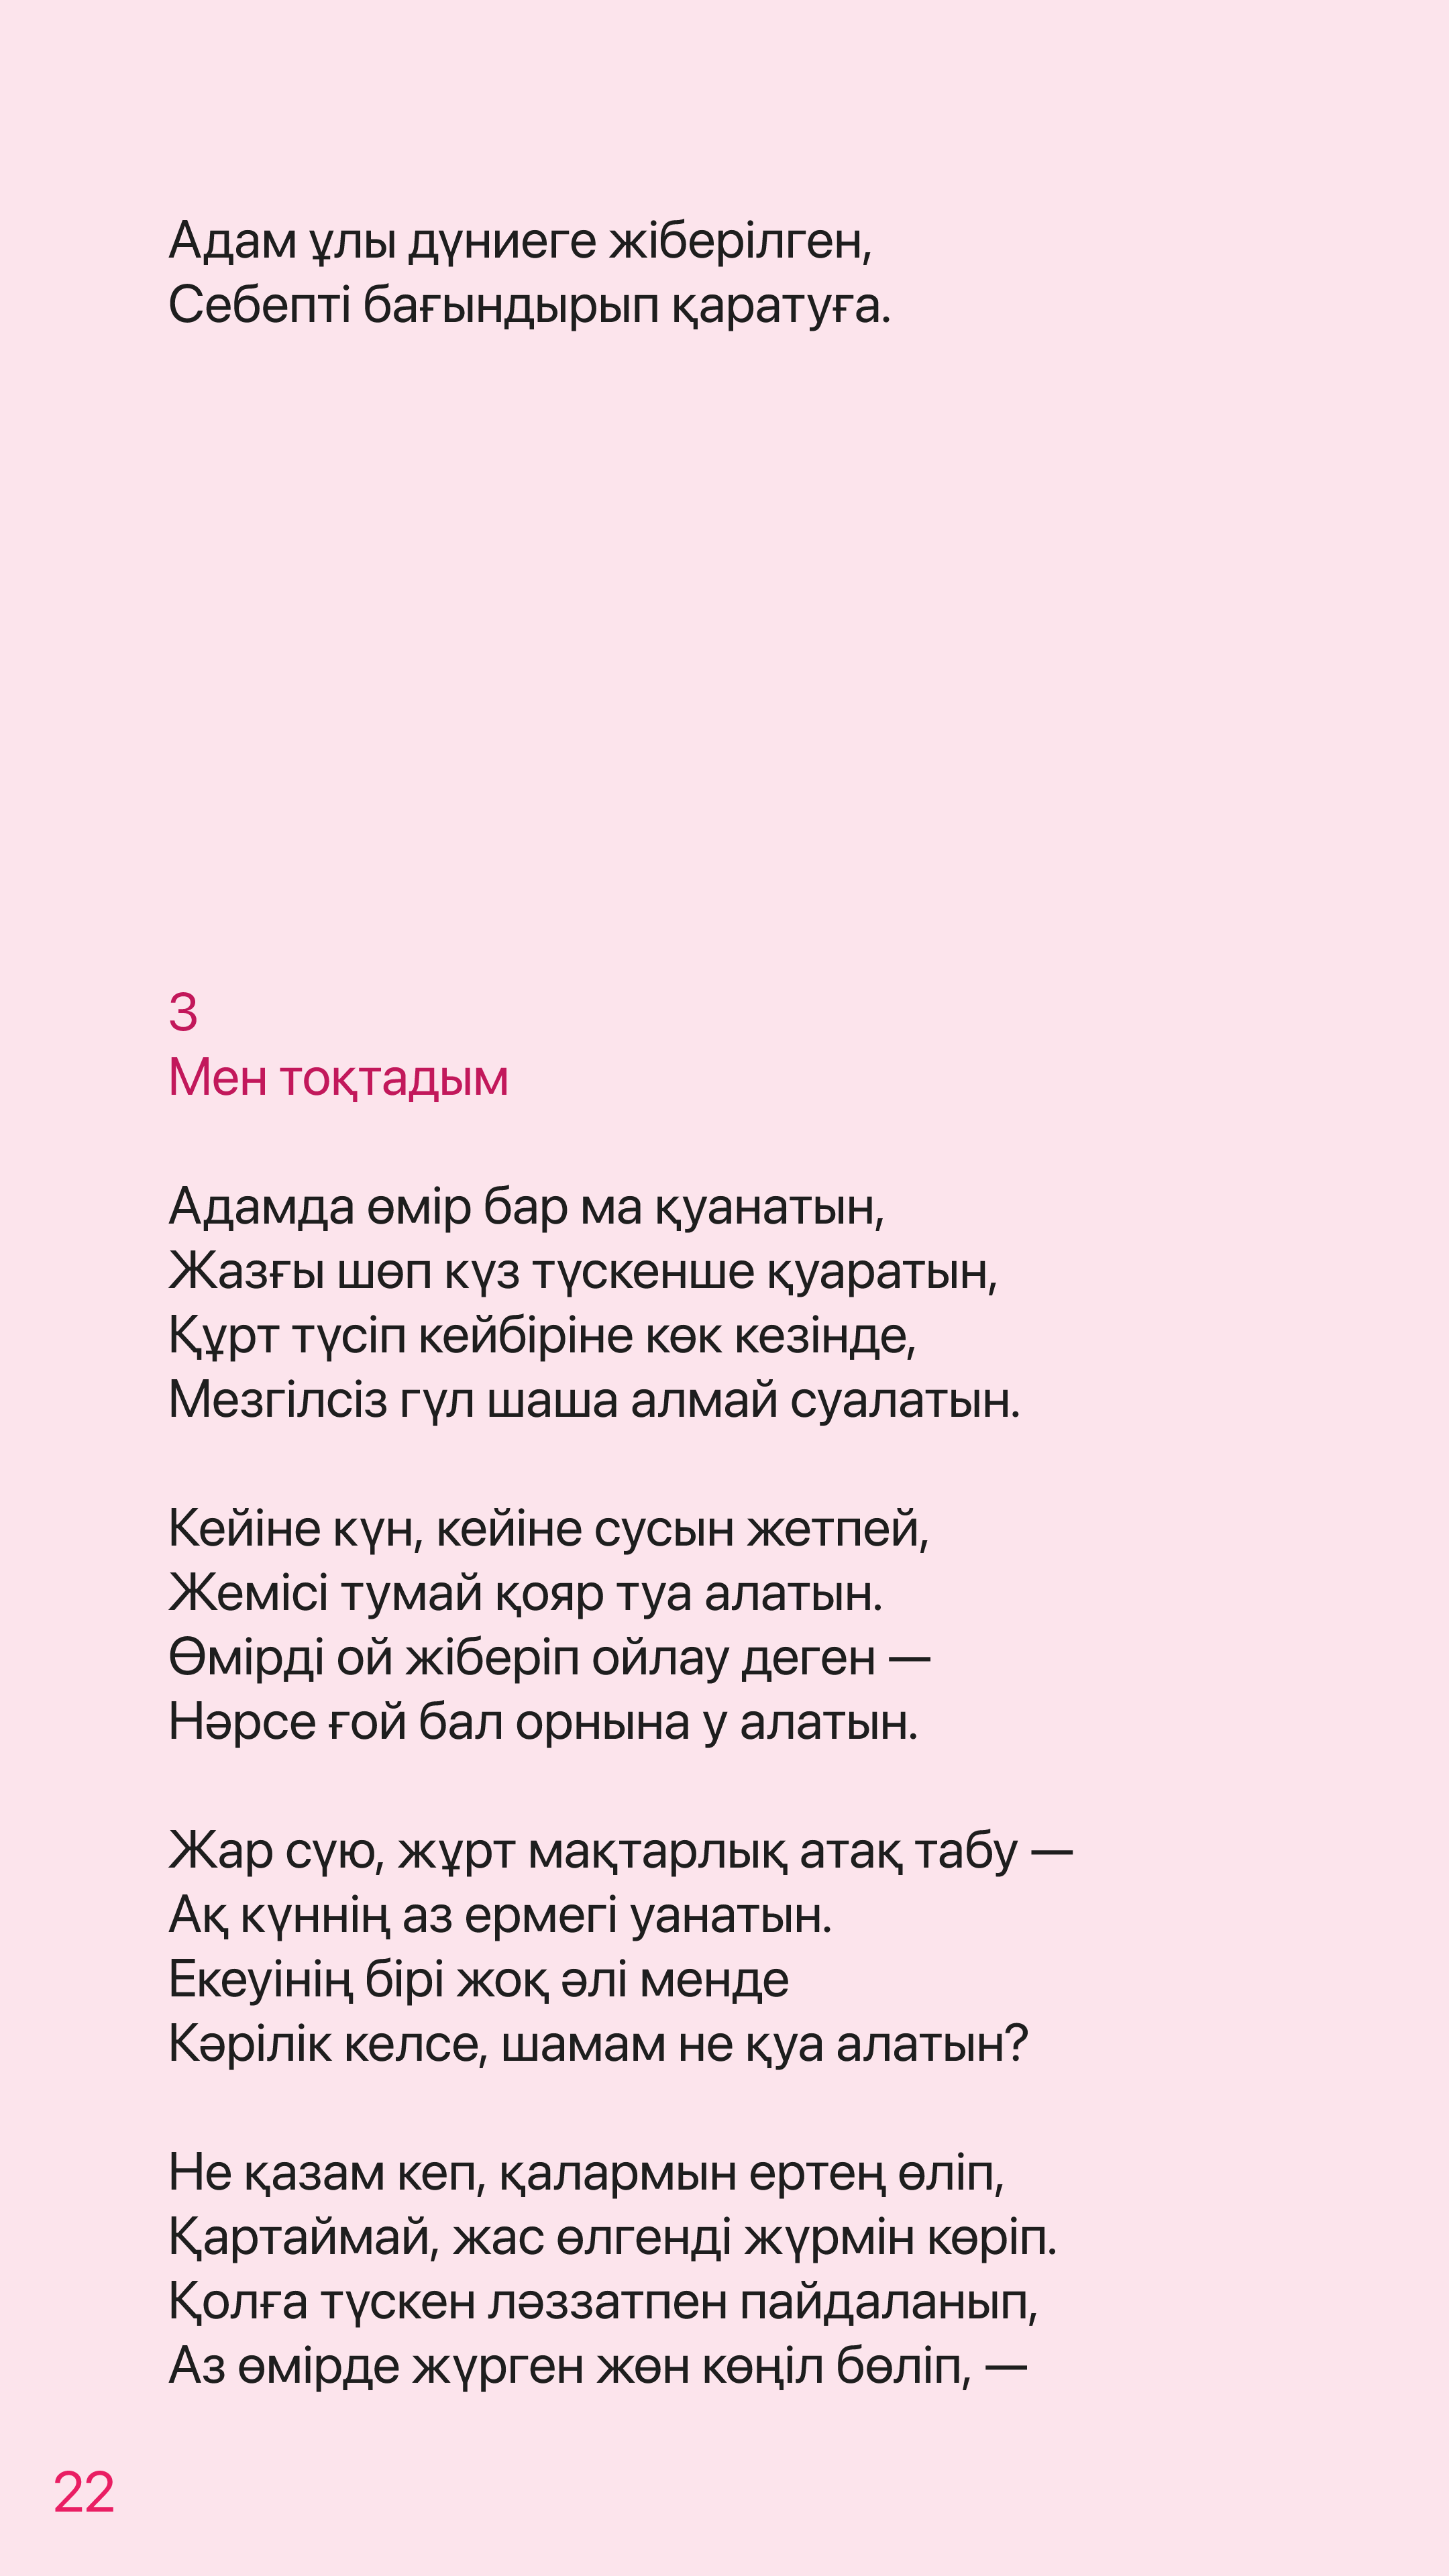 Адам ұлы дүниеге жіберілген,
Себепті бағындырып қаратуға.
3
Мен тоқтадым
Адамда өмір бар ма қуанатын,
Жазғы шөп күз түскенше қуаратын,
Құрт түсіп кейбіріне көк кезінде,
Мезгілсіз гүл шаша алмай суалатын.
Кейіне күн, кейіне сусын жетпей,
Жемісі тумай қояр туа алатын.
Өмірді ой жіберіп ойлау деген —
Нәрсе ғой бал орнына у алатын.
Жар сүю, жұрт мақтарлық атақ табу —
Ақ күннің аз ермегі уанатын.
Екеуінің бірі жоқ әлі менде
Кәрілік келсе, шамам не қуа алатын?
Не қазам кеп, қалармын ертең өліп,
Қартаймай, жас өлгенді жүрмін көріп.
Қолға түскен ләззатпен пайдаланып,
Аз өмірде жүрген жөн көңіл бөліп, —
22